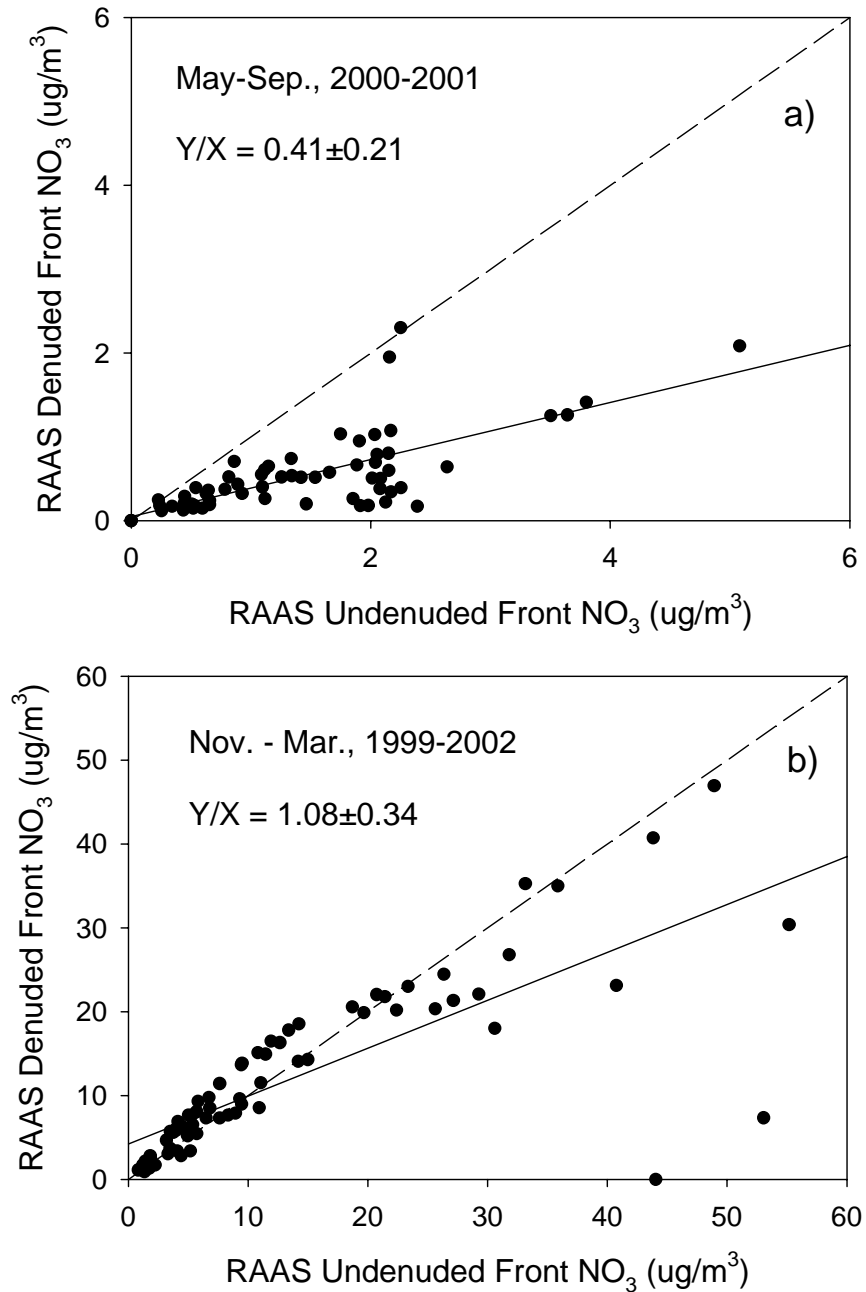 RAAS Denuded Front NO₃ (ug/m³)
6
4
2
0
May-Sep., 2000-2001
Y/X = 0.41±0.21
a)
0 2 4 6
RAAS Undenuded Front NO₃ (ug/m³)
RAAS Denuded Front NO₃ (ug/m³)
60
50
40
30
20
10
0
Nov. - Mar., 1999-2002
Y/X = 1.08±0.34
b)
0 10 20 30 40 50 60
RAAS Undenuded Front NO₃ (ug/m³)